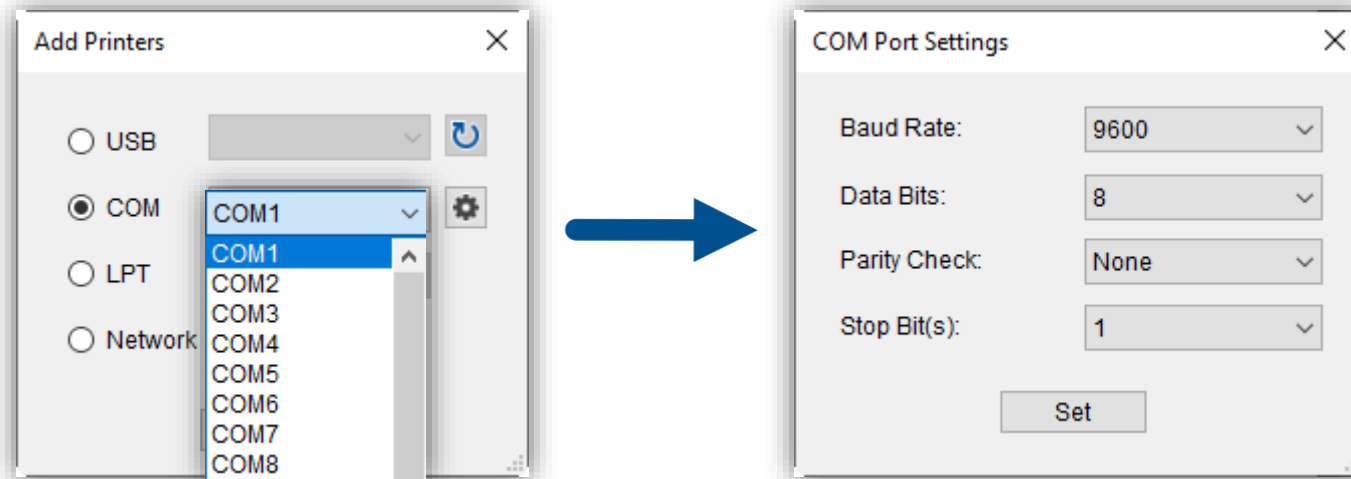 Add Printers
USB
COM
COM1
COM1
COM2
COM3
COM4
COM5
COM6
COM7
COM8
LPT
Network
COM Port Settings
Baud Rate: 9600
Data Bits: 8
Parity Check: None
Stop Bit(s): 1
Set